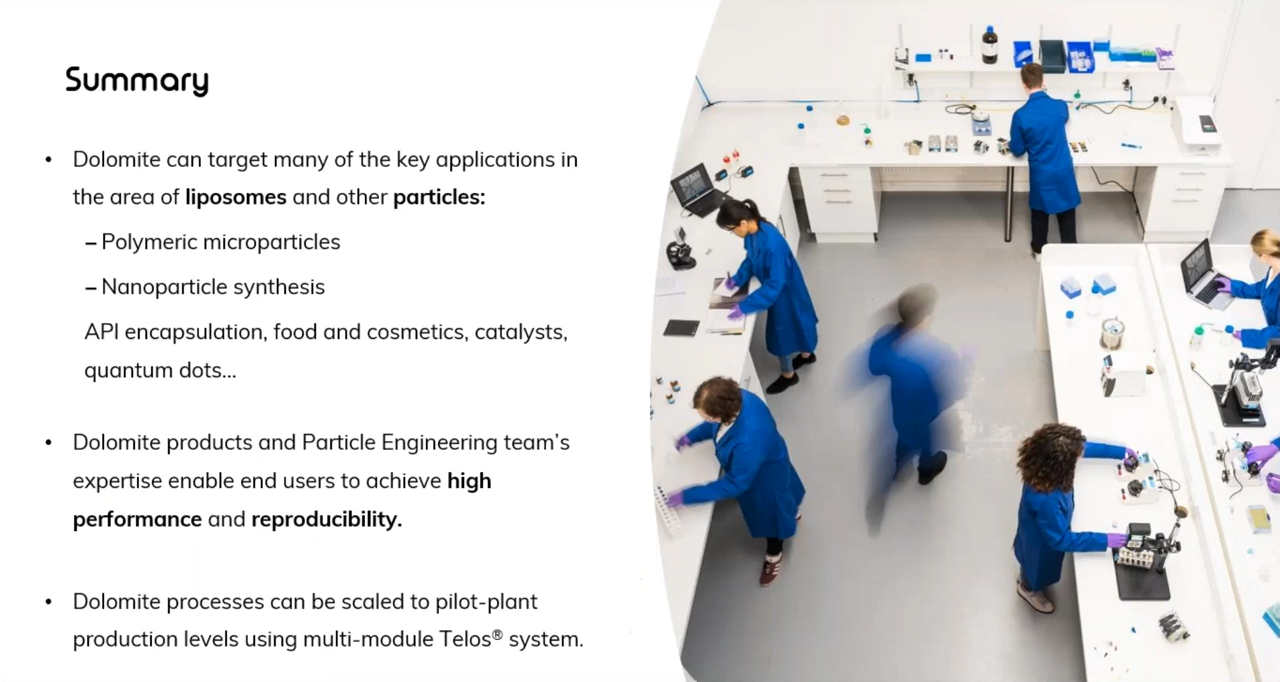 Summary
• Dolomite can target many of the key applications in
the area of liposomes and other particles:
– Polymeric microparticles
– Nanoparticle synthesis
API encapsulation, food and cosmetics, catalysts,
quantum dots...
• Dolomite products and Particle Engineering team’s
expertise enable end users to achieve high
performance and reproducibility.
• Dolomite processes can be scaled to pilot-plant
production levels using multi-module Telos® system.